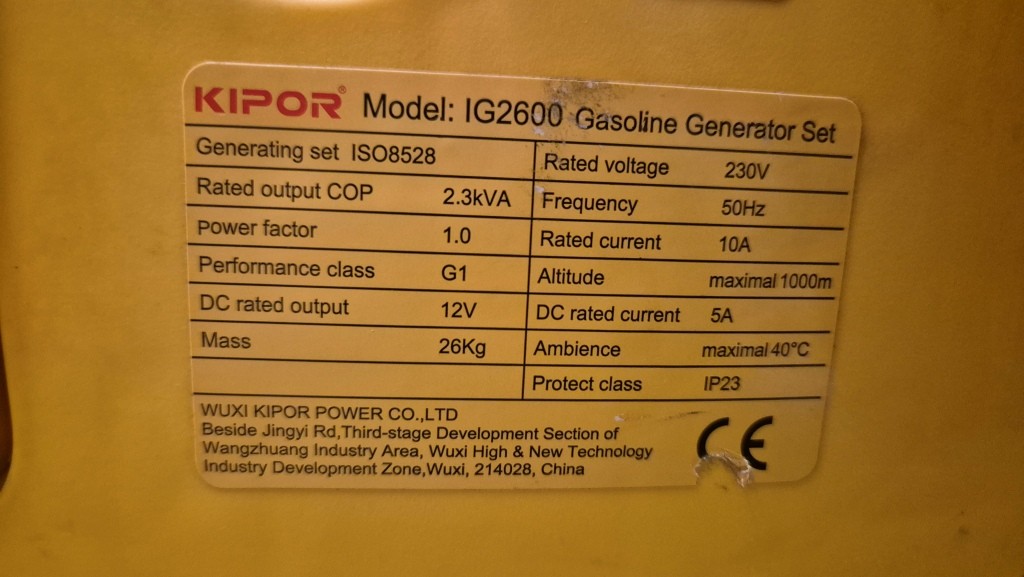 KIPOR® Model: IG2600 Gasoline Generator Set
Generating set ISO8528
Rated output COP 2.3kVA
Power factor 1.0
Performance class G1
DC rated output 12V
Mass 26Kg
Rated voltage 230V
Frequency 50Hz
Rated current 10A
Altitude maximal 1000m
DC rated current 5A
Ambience maximal 40°C
Protect class IP23
WUXI KIPOR POWER CO.,LTD
Beside Jingyi Rd,Third-stage Development Section of
Wangzhuang Industry Area, Wuxi High & New Technology
Industry Development Zone,Wuxi, 214028, China
CE